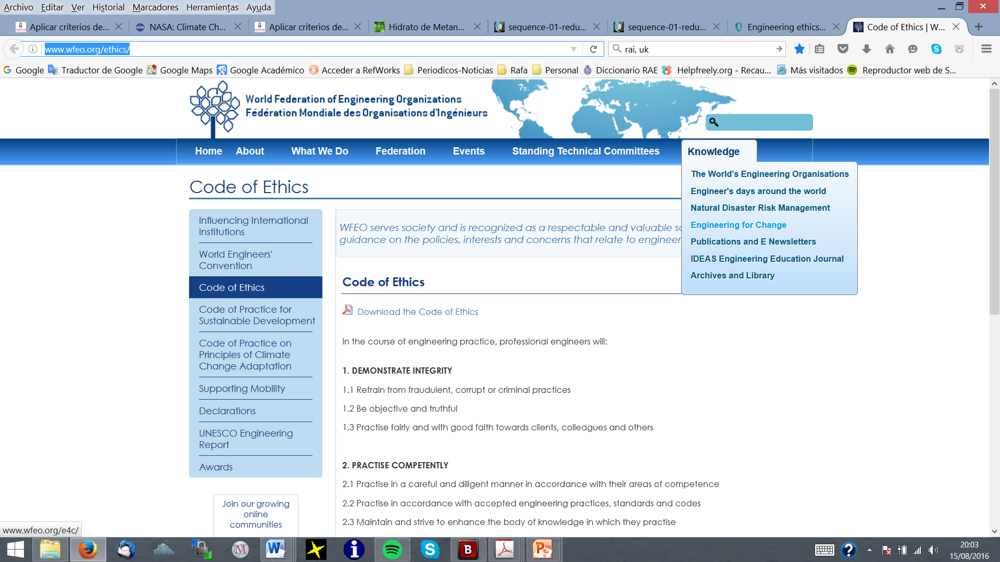 Archivo Editar Ver Historial Marcadores Herramientas Ayuda
Aplicar criterios de... NASA: Climate Ch... Aplicar criterios de... Hidrato de Metan... sequence-01-redu... sequence-01-redu... Engineering ethics... Code of Ethics | W...
www.wfeo.org/ethics/ rai, uk
Google Traductor de Google Google Maps Google Académico Acceder a RefWorks Periodicos-Noticias Rafa Personal Diccionario RAE Helpfreely.org - Recau... Más visitados Reproductor web de S...
World Federation of Engineering Organizations
Fédération Mondiale des Organisations d'Ingénieurs
Home About What We Do Federation Events Standing Technical Committees Knowledge
The World's Engineering Organisations
Engineer's days around the world
Natural Disaster Risk Management
Engineering for Change
Publications and E Newsletters
IDEAS Engineering Education Journal
Archives and Library
Code of Ethics
Influencing International
Institutions
World Engineers'
Convention
Code of Ethics
Code of Practice for
Sustainable Development
Code of Practice on
Principles of Climate
Change Adaptation
Supporting Mobility
Declarations
UNESCO Engineering
Report
Awards
Join our growing
online
communities
WFEO serves society and is recognized as a respectable and valuable
guidance on the policies, interests and concerns that relate to
Code of Ethics
Download the Code of Ethics
In the course of engineering practice, professional engineers will:
1. DEMONSTRATE INTEGRITY
1.1 Refrain from fraudulent, corrupt or criminal practices
1.2 Be objective and truthful
1.3 Practise fairly and with good faith towards clients, colleagues and others
2. PRACTISE COMPETENTLY
2.1 Practise in a careful and diligent manner in accordance with their areas of competence
2.2 Practise in accordance with accepted engineering practices, standards and codes
2.3 Maintain and strive to enhance the body of knowledge in which they practise
www.wfeo.org/e4c/
20:03
15/08/2016